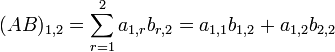 (AB)_{1,2} = \sum_{r=1}^{2} a_{1,r}b_{r,2} = a_{1,1}b_{1,2} + a_{1,2}b_{2,2}